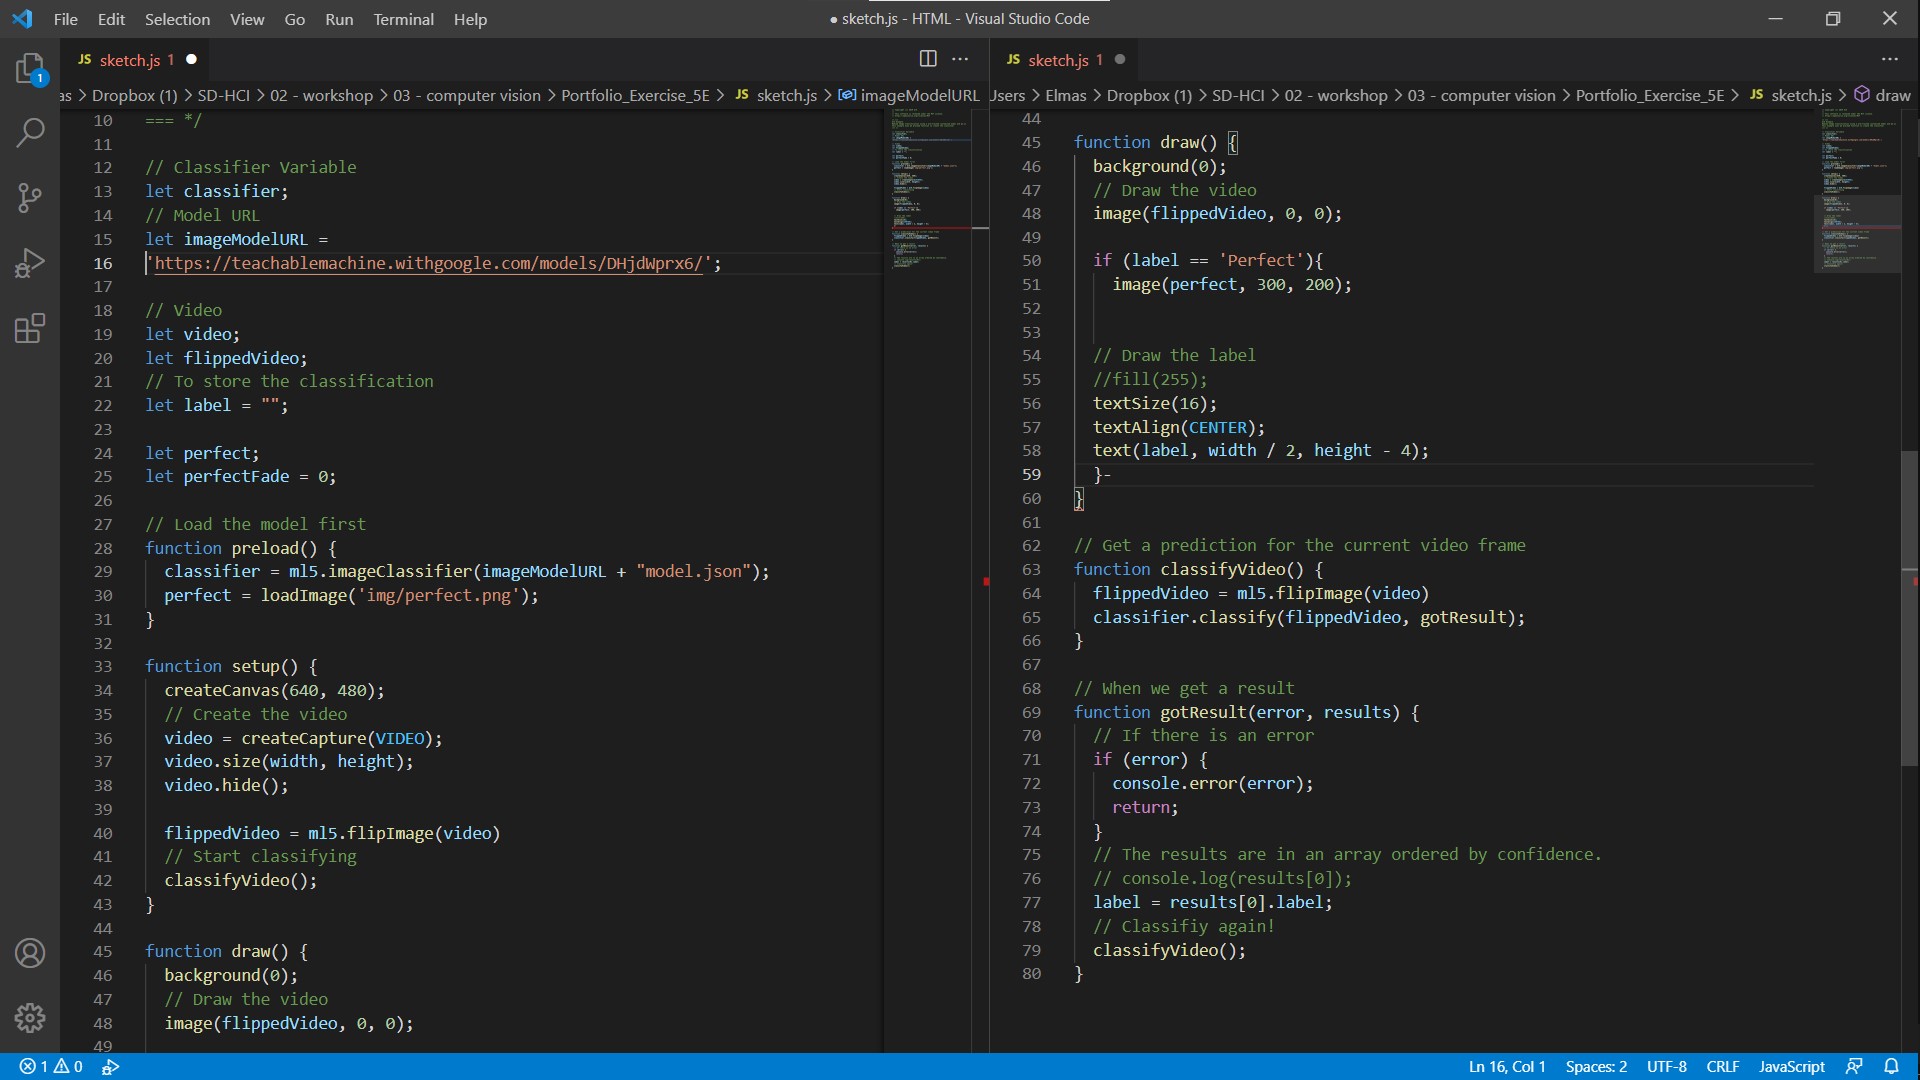 File Edit Selection View Go Run Terminal Help
● sketch.js - HTML - Visual Studio Code
JS sketch.js 1 ●
JS sketch.js 1 ●
as > Dropbox (1) > SD-HCI > 02 - workshop > 03 - computer vision > Portfolio_Exercise_5E > JS sketch.js > imageModelURL
Users > Elmas > Dropbox (1) > SD-HCI > 02 - workshop > 03 - computer vision > Portfolio_Exercise_5E > JS sketch.js > draw
1
10 === */
11
12 // Classifier Variable
13 let classifier;
14 // Model URL
15 let imageModelURL =
16 'https://teachablemachine.withgoogle.com/models/DHjdWprx6/';
17
18 // Video
19 let video;
20 let flippedVideo;
21 // To store the classification
22 let label = "";
23
24 let perfect;
25 let perfectFade = 0;
26
27 // Load the model first
28 function preload() {
29 classifier = ml5.imageClassifier(imageModelURL + "model.json");
30 perfect = loadImage('img/perfect.png');
31 }
32
33 function setup() {
34 createCanvas(640, 480);
35 // Create the video
36 video = createCapture(VIDEO);
37 video.size(width, height);
38 video.hide();
39
40 flippedVideo = ml5.flipImage(video)
41 // Start classifying
42 classifyVideo();
43 }
44
45 function draw() {
46 background(0);
47 // Draw the video
48 image(flippedVideo, 0, 0);
49
44
45 function draw() {
46 background(0);
47 // Draw the video
48 image(flippedVideo, 0, 0);
49
50 if (label == 'Perfect'){
51 image(perfect, 300, 200);
52
53
54 // Draw the label
55 //fill(255);
56 textSize(16);
57 textAlign(CENTER);
58 text(label, width / 2, height - 4);
59 }-
60 }
61
62 // Get a prediction for the current video frame
63 function classifyVideo() {
64 flippedVideo = ml5.flipImage(video)
65 classifier.classify(flippedVideo, gotResult);
66 }
67
68 // When we get a result
69 function gotResult(error, results) {
70 // If there is an error
71 if (error) {
72 console.error(error);
73 return;
74 }
75 // The results are in an array ordered by confidence.
76 // console.log(results[0]);
77 label = results[0].label;
78 // Classifiy again!
79 classifyVideo();
80 }
1 0
Ln 16, Col 1 Spaces: 2 UTF-8 CRLF JavaScript